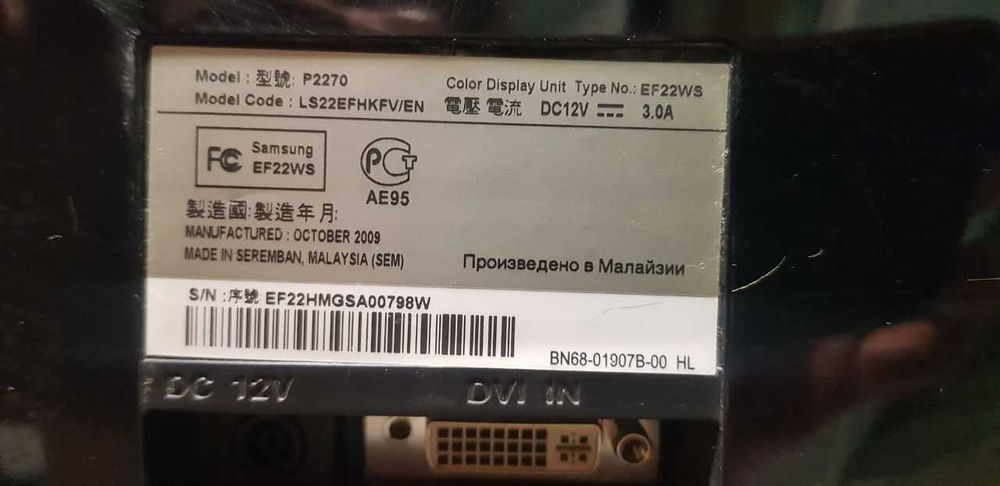 Model : 型號: P2270
Color Display Unit Type No.: EF22WS
Model Code : LS22EFHKFV/EN 電壓 電流 DC12V 3.0A
FC Samsung
EF22WS
PCT
AE95
製造國: 製造年月:
MANUFACTURED : OCTOBER 2009
MADE IN SEREMBAN, MALAYSIA (SEM)
Произведено в Малайзии
S/N : 序號 EF22HMGSA00798W
BN68-01907B-00 HL
DC 12V
DVI IN